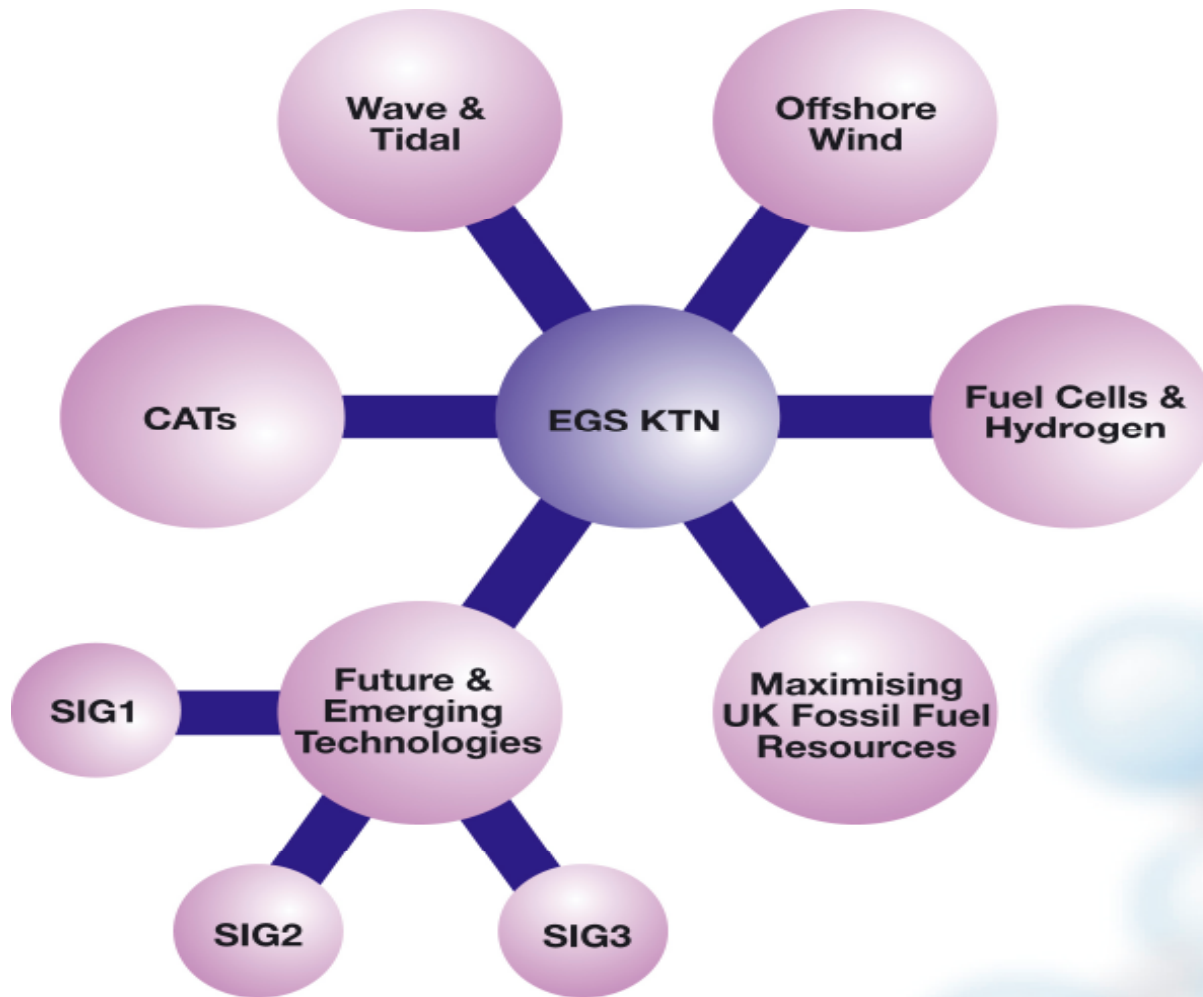 Wave &
Tidal
Offshore
Wind
CATs
EGS KTN
Fuel Cells &
Hydrogen
Future &
Emerging
Technologies
Maximising
UK Fossil Fuel
Resources
SIG1
SIG2
SIG3